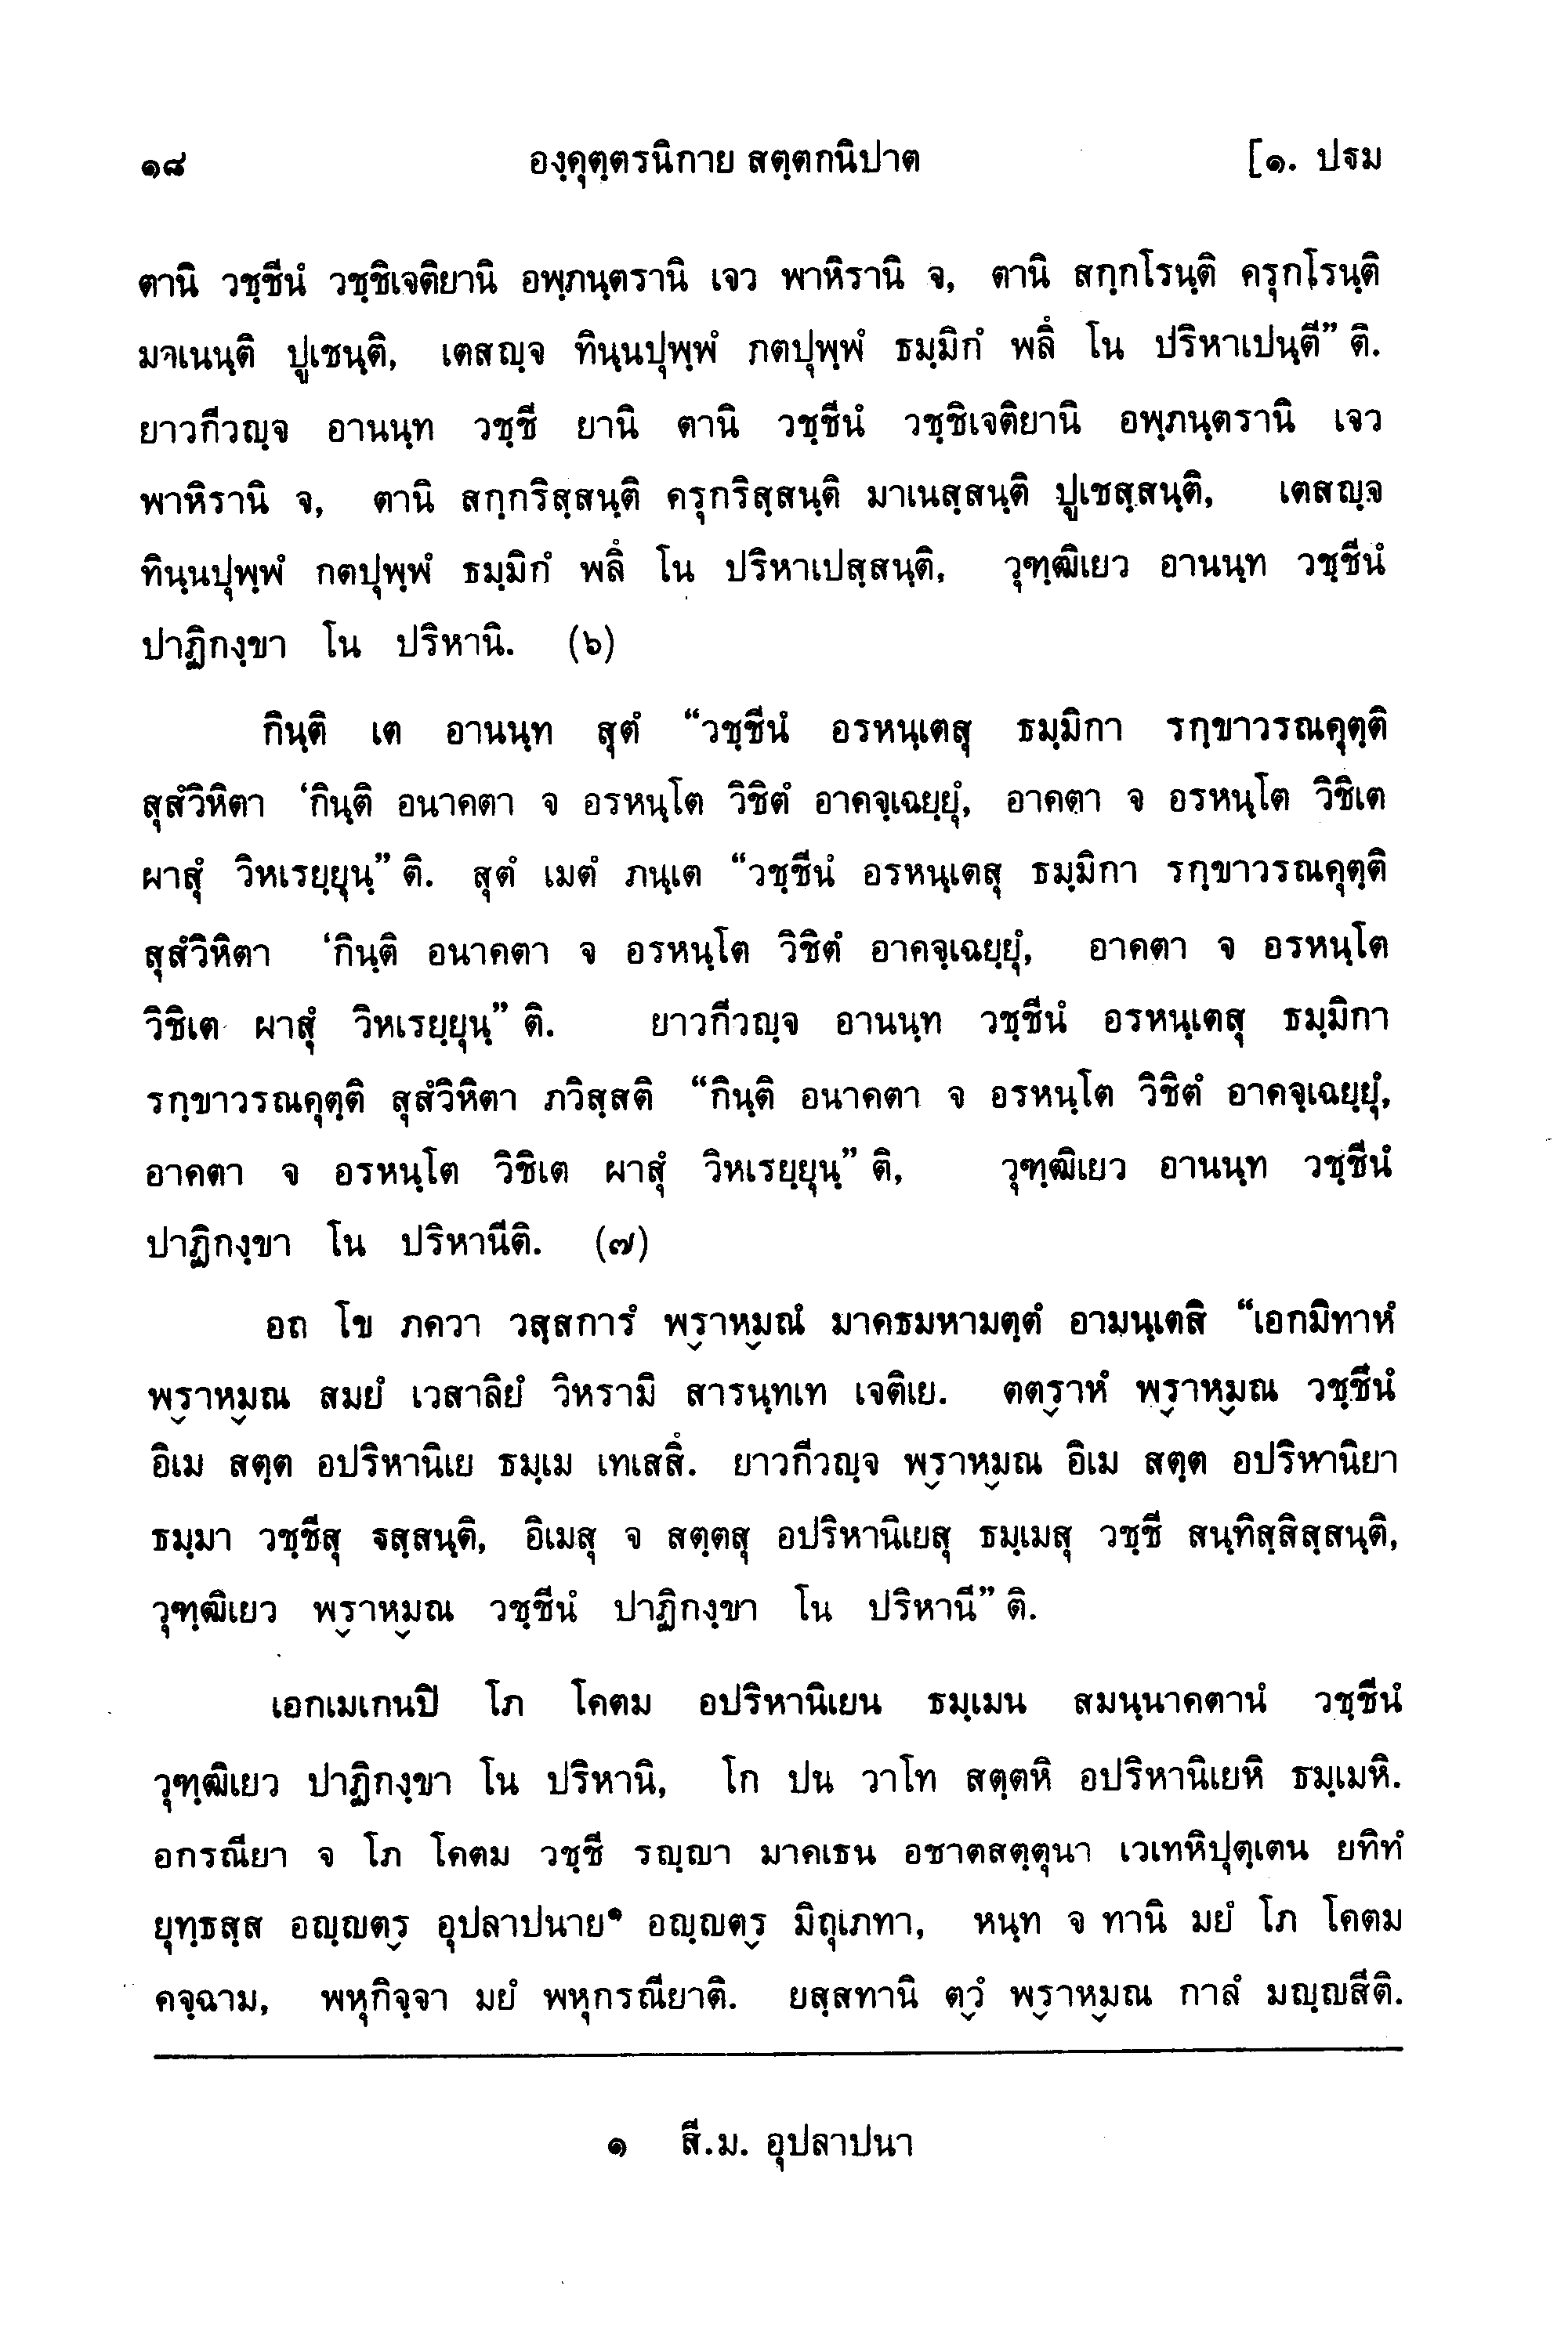 ๑๘ องฺคุตฺตรนิกาย สตฺตกนิปาต [๑. ปฐม
ตานิ วชฺชีนํ วชฺชิเจติยานิ อพฺภนฺตรานิ เจว พาหิรานิ จ, ตานิ สกฺกโรนฺติ ครุกโรนฺติ
มาเนนฺติ ปูเชนฺติ, เตสญฺจ ทินฺนปุพฺพํ กตปุพฺพํ ธมฺมิกํ พลึ โน ปริหาเปนฺตี” ติ.
ยาวกีวญฺจ อานนฺท วชฺชี ยานิ ตานิ วชฺชีนํ วชฺชิเจติยานิ อพฺภนฺตรานิ เจว
พาหิรานิ จ, ตานิ สกฺกริสฺสนฺติ ครุกริสฺสนฺติ มาเนสฺสนฺติ ปูเชสฺสนฺติ, เตสญฺจ
ทินฺนปุพฺพํ กตปุพฺพํ ธมฺมิกํ พลึ โน ปริหาเปสฺสนฺติ, วุฑฺฒิเยว อานนฺท วชฺชีนํ
ปาฏิกงฺขา โน ปริหานิ. (๖)
กินฺติ เต อานนฺท สุตํ “วชฺชีนํ อรหนฺเตสุ ธมฺมิกา รกฺขาวรณคุตฺติ
สุสํวิหิตา ‘กินฺติ อนาคตา จ อรหนฺโต วิชิตํ อาคจฺเฉยฺยุํ, อาคตา จ อรหนฺโต วิชิเต
ผาสุํ วิหเรยฺยุนฺ” ติ. สุตํ เมตํ ภนฺเต “วชฺชีนํ อรหนฺเตสุ ธมฺมิกา รกฺขาวรณคุตฺติ
สุสํวิหิตา ‘กินฺติ อนาคตา จ อรหนฺโต วิชิตํ อาคจฺเฉยฺยุํ, อาคตา จ อรหนฺโต
วิชิเต ผาสุํ วิหเรยฺยุนฺ” ติ. ยาวกีวญฺจ อานนฺท วชฺชีนํ อรหนฺเตสุ ธมฺมิกา
รกฺขาวรณคุตฺติ สุสํวิหิตา ภวิสฺสติ “กินฺติ อนาคตา จ อรหนฺโต วิชิตํ อาคจฺเฉยฺยุํ,
อาคตา จ อรหนฺโต วิชิเต ผาสุํ วิหเรยฺยุนฺ” ติ, วุฑฺฒิเยว อานนฺท วชฺชีนํ
ปาฏิกงฺขา โน ปริหานีติ. (๗)
อถ โข ภควา วสฺสการํ พฺราหฺมณํ มาคธมหามตฺตํ อามนฺเตสิ “เอกมิทาหํ
พฺราหฺมณ สมยํ เวสาลิยํ วิหรามิ สารนฺทเท เจติเย. ตตฺราหํ พฺราหฺมณ วชฺชีนํ
อิเม สตฺต อปริหานิเย ธมฺเม เทเสสึ. ยาวกีวญฺจ พฺราหฺมณ อิเม สตฺต อปริหานิยา
ธมฺมา วชฺชีสุ ฐสฺสนฺติ, อิเมสุ จ สตฺตสุ อปริหานิเยสุ ธมฺเมสุ วชฺชี สนฺทิสฺสิสฺสนฺติ,
วุฑฺฒิเยว พฺราหฺมณ วชฺชีนํ ปาฏิกงฺขา โน ปริหานี” ติ.
เอกเมเกนปิ โภ โคตม อปริหานิเยน ธมฺเมน สมนฺนาคตานํ วชฺชีนํ
วุฑฺฒิเยว ปาฏิกงฺขา โน ปริหานิ, โก ปน วาโท สตฺตหิ อปริหานิเยหิ ธมฺเมหิ.
อกรณียา จ โภ โคตม วชฺชี รญฺญา มาคเธน อชาตสตฺตุนา เวเทหิปุตฺเตน ยทิทํ
ยุทฺธสฺส อญฺญตฺร อุปลาปนาย๑ อญฺญตฺร มิถุเภทา, หนฺท จ ทานิ มยํ โภ โคตม
คจฺฉาม, พหุกิจฺจา มยํ พหุกรณียาติ. ยสฺสทานิ ตฺวํ พฺราหฺมณ กาลํ มญฺญสีติ.
๑ สี.ม. อุปลาปนา